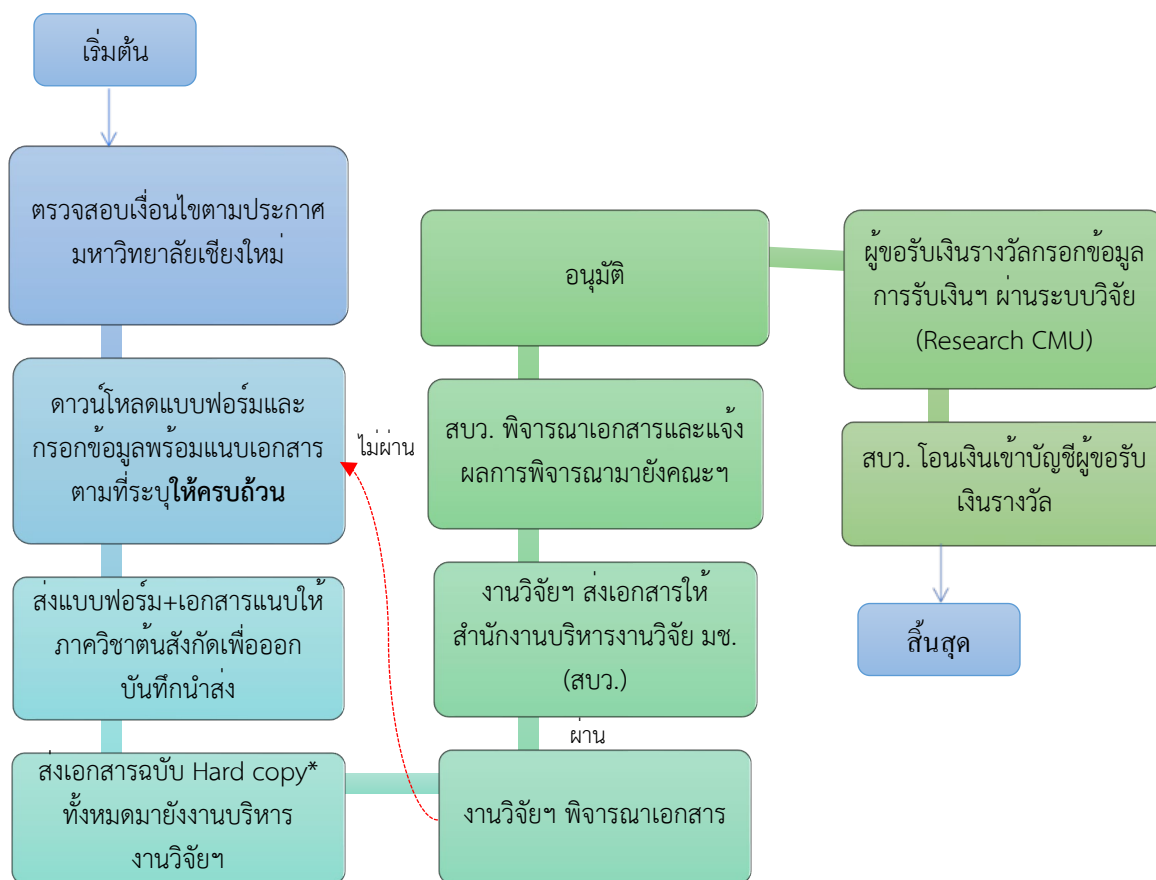 เริ่มต้น
ตรวจสอบเงื่อนไขตามประกาศ
มหาวิทยาลัยเชียงใหม่
ดาวน์โหลดแบบฟอร์มและ
กรอกข้อมูลพร้อมแนบเอกสาร
ตามที่ระบุให้ครบถ้วน
ส่งแบบฟอร์ม+เอกสารแนบให้
ภาควิชาต้นสังกัดเพื่อออก
บันทึกนำส่ง
ส่งเอกสารฉบับ Hard copy*
ทั้งหมดมายังงานบริหาร
งานวิจัยฯ
งานวิจัยฯ พิจารณาเอกสาร
ไม่ผ่าน
ผ่าน
งานวิจัยฯ ส่งเอกสารให้
สำนักงานบริหารงานวิจัย มช.
(สบว.)
สบว. พิจารณาเอกสารและแจ้ง
ผลการพิจารณามายังคณะฯ
อนุมัติ
ผู้ขอรับเงินรางวัลกรอกข้อมูล
การรับเงินฯ ผ่านระบบวิจัย
(Research CMU)
สบว. โอนเงินเข้าบัญชีผู้ขอรับ
เงินรางวัล
สิ้นสุด